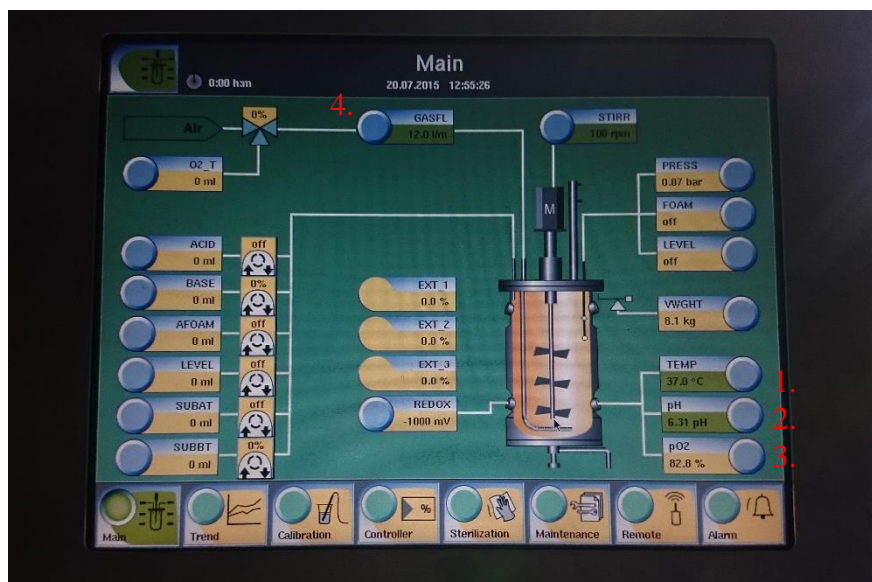 Main
0:00 h:m
20.07.2015 12:55:26
4.
Air
0%
GASFL
12.0 l/m
STIRR
100 rpm
O2_T
0 ml
PRESS
0.07 bar
FOAM
off
LEVEL
off
M
ACID
0 ml
off
BASE
0 ml
0%
AFOAM
0 ml
off
LEVEL
0 ml
off
SUBAT
0 ml
off
SUBBT
0 ml
0%
EXT_1
0.0 %
EXT_2
0.0 %
EXT_3
0.0 %
REDOX
-1000 mV
VWGHT
8.1 kg
TEMP
37.0 °C
1.
pH
6.31 pH
2.
pO2
82.8 %
3.
Main
Trend
Calibration
%
Controller
Sterilization
Maintenance
Remote
Alarm